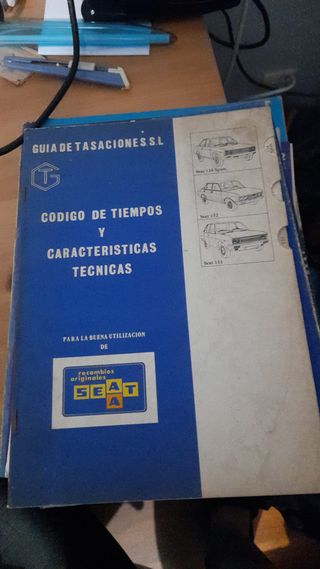 GUIA DE TASACIONES.S.L
GT
CODIGO DE TIEMPOS
Y
CARACTERISTICAS
TECNICAS
PARA LA BUENA UTILIZACION
DE
recambios
originales
SEAT
A
Seat 124 Sport
Seat 132
Seat 131